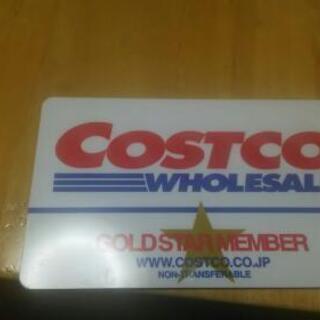 COSTCO
WHOLESAL
GOLD STAR MEMBER
WWW.COSTCO.CO.JP
NON-TRANSFERABLE